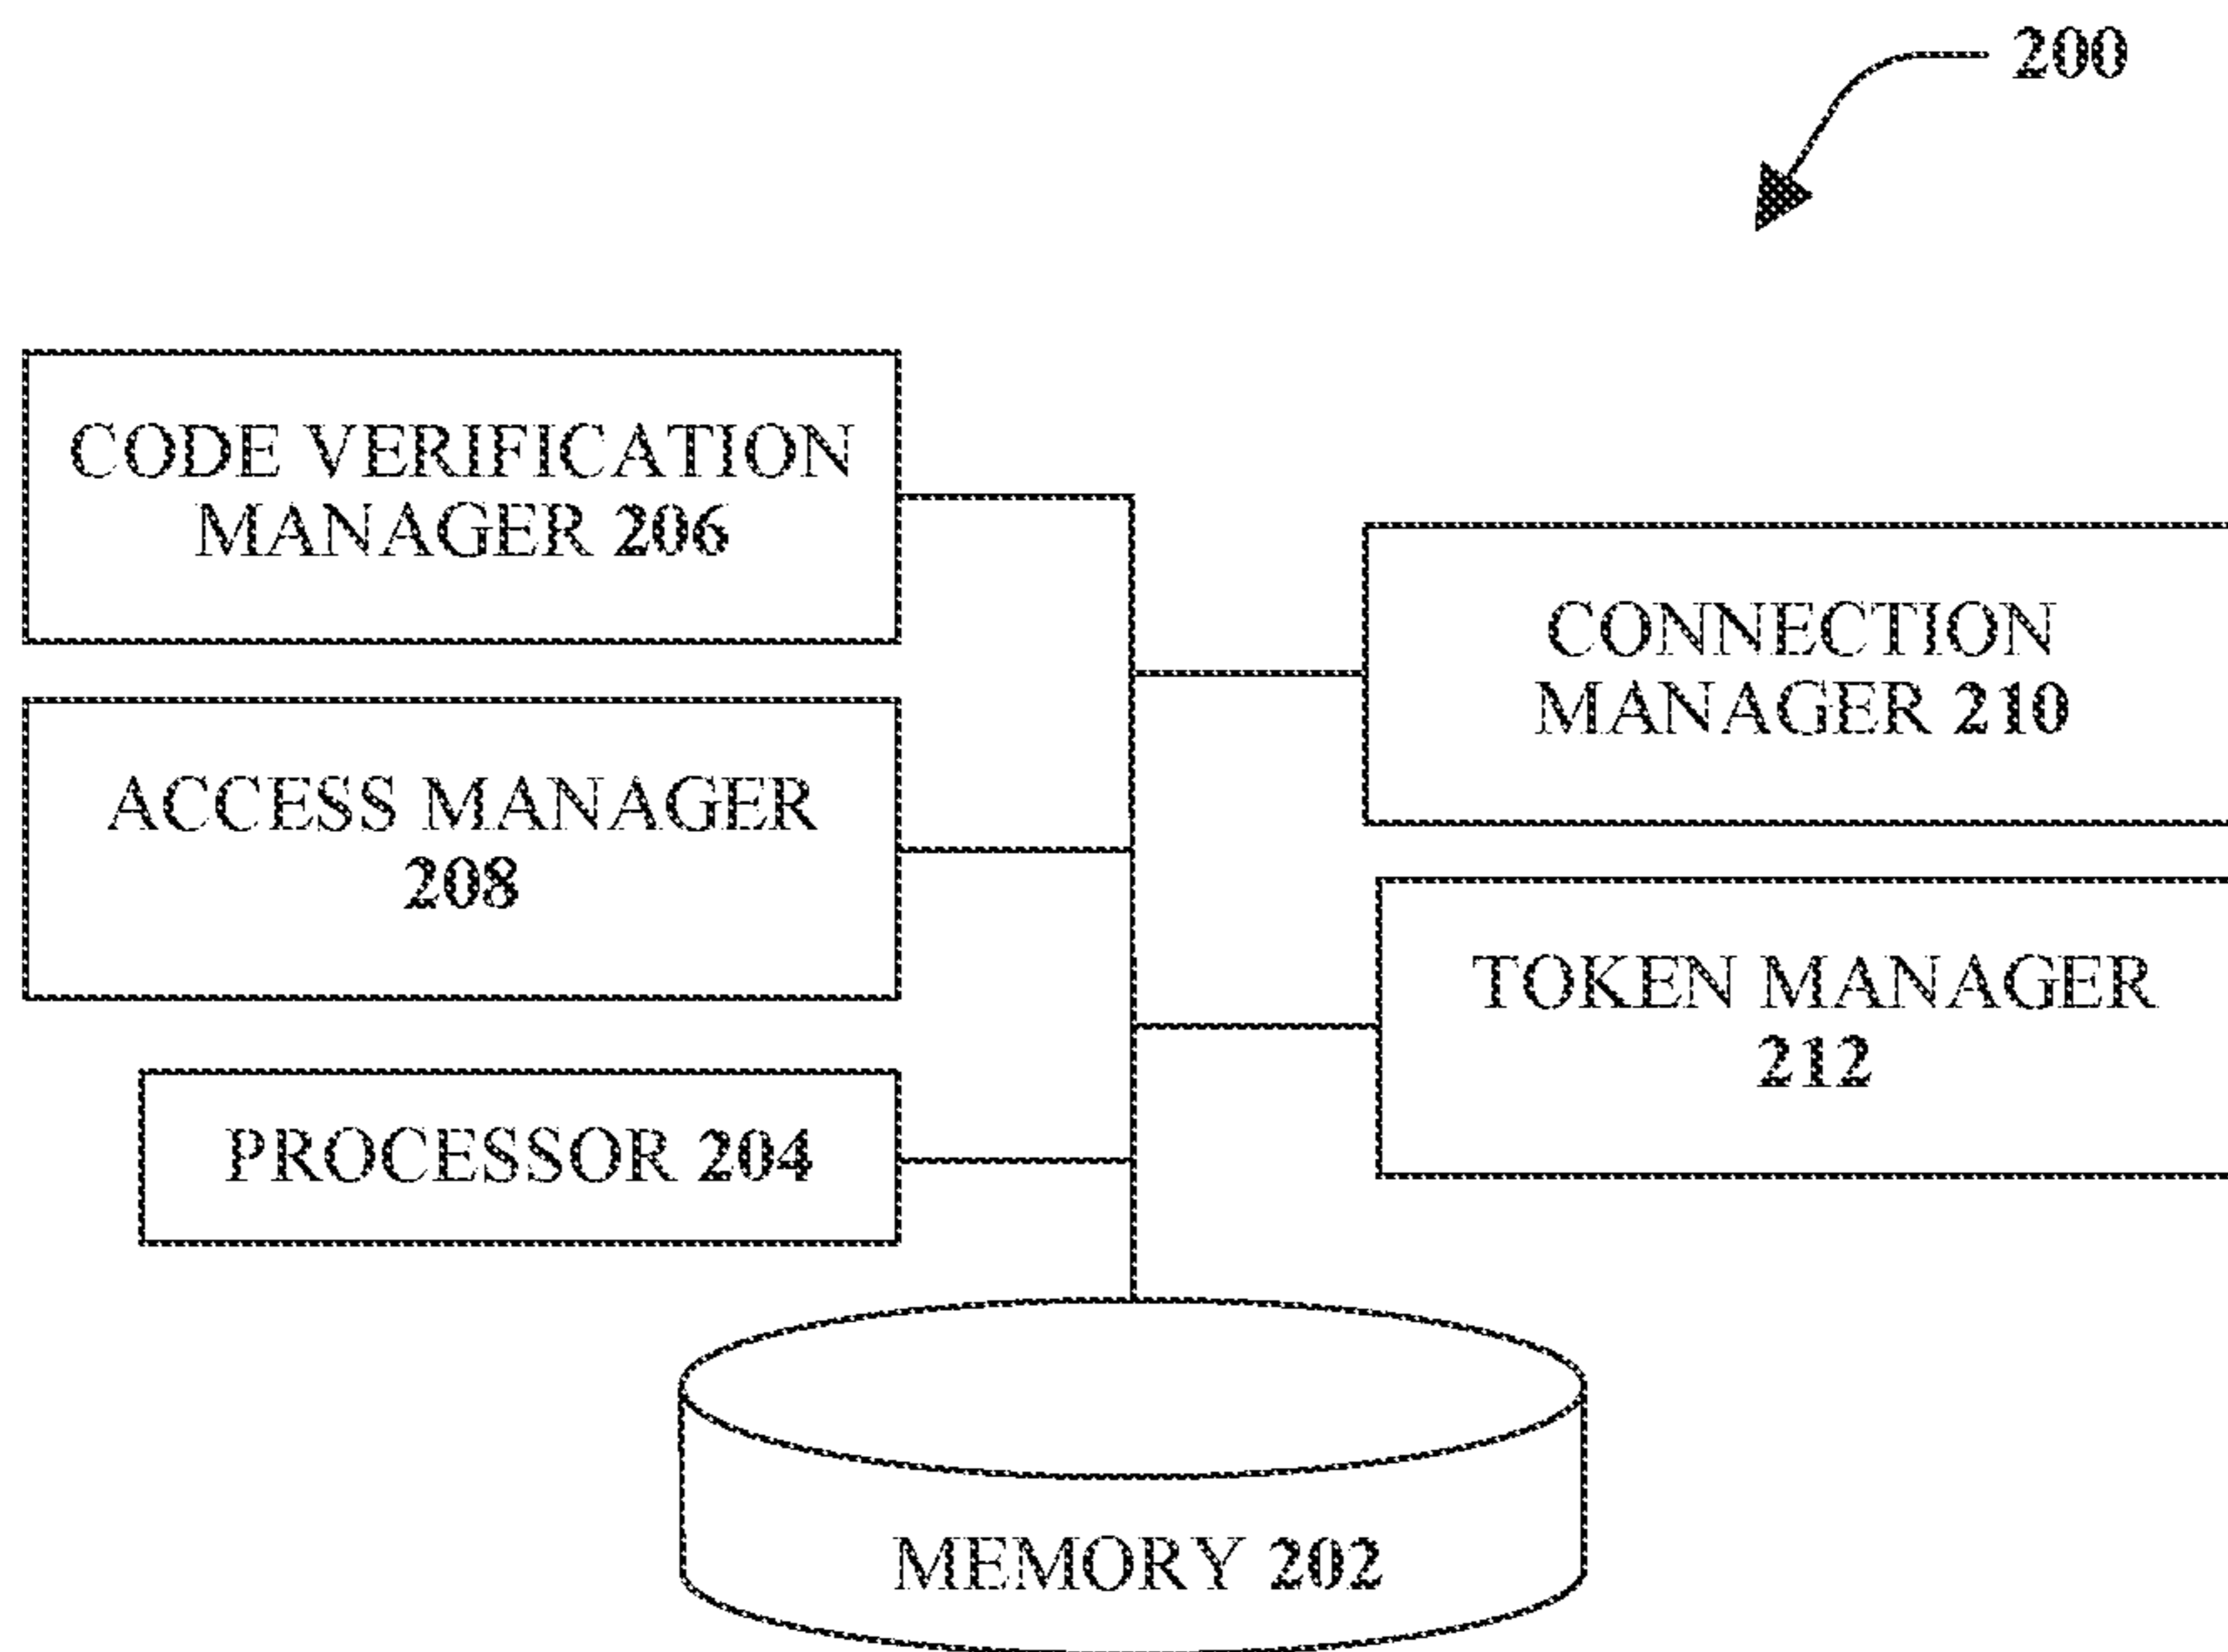 200
CODE VERIFICATION
MANAGER 206
CONNECTION
MANAGER 210
ACCESS MANAGER
208
TOKEN MANAGER
212
PROCESSOR 204
MEMORY 202